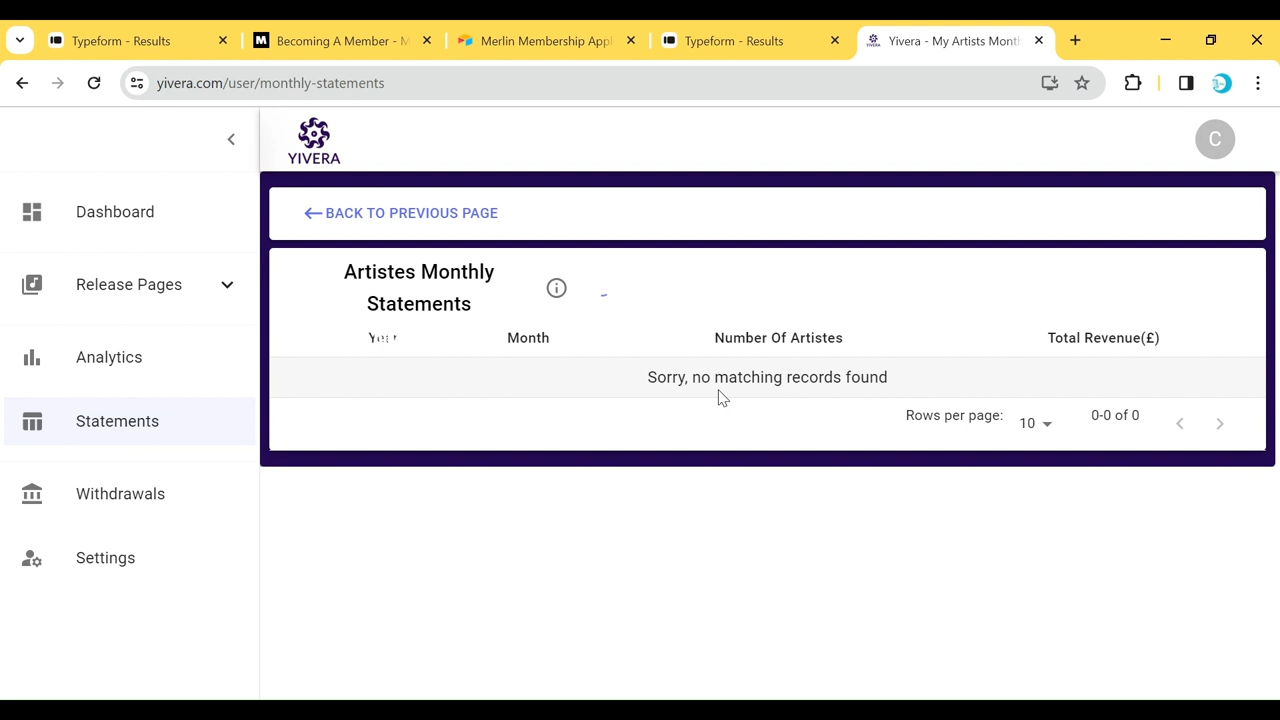 Typeform - Results
Becoming A Member - M
Merlin Membership Appl
Typeform - Results
Yivera - My Artists Mont
yivera.com/user/monthly-statements
YIVERA
C
Dashboard
Release Pages
Analytics
Statements
Withdrawals
Settings
BACK TO PREVIOUS PAGE
Artistes Monthly
Statements
Year Month Number Of Artistes Total Revenue(£)
Sorry, no matching records found
Rows per page: 10 0-0 of 0